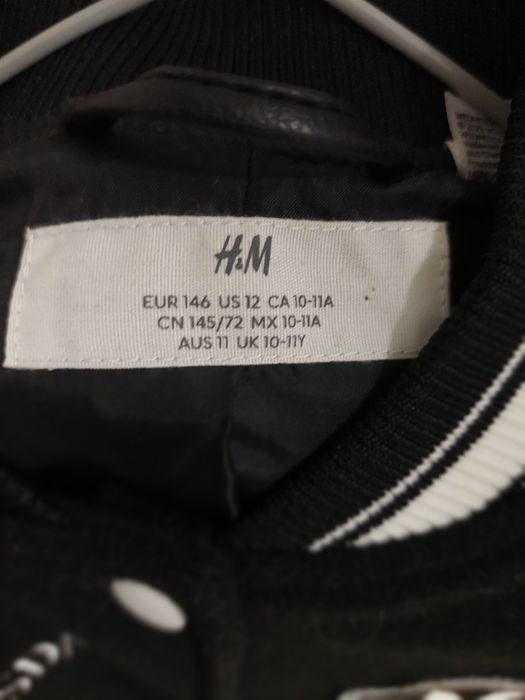 H&M
EUR 146 US 12 CA 10-11A
CN 145/72 MX 10-11A
AUS 11 UK 10-11Y